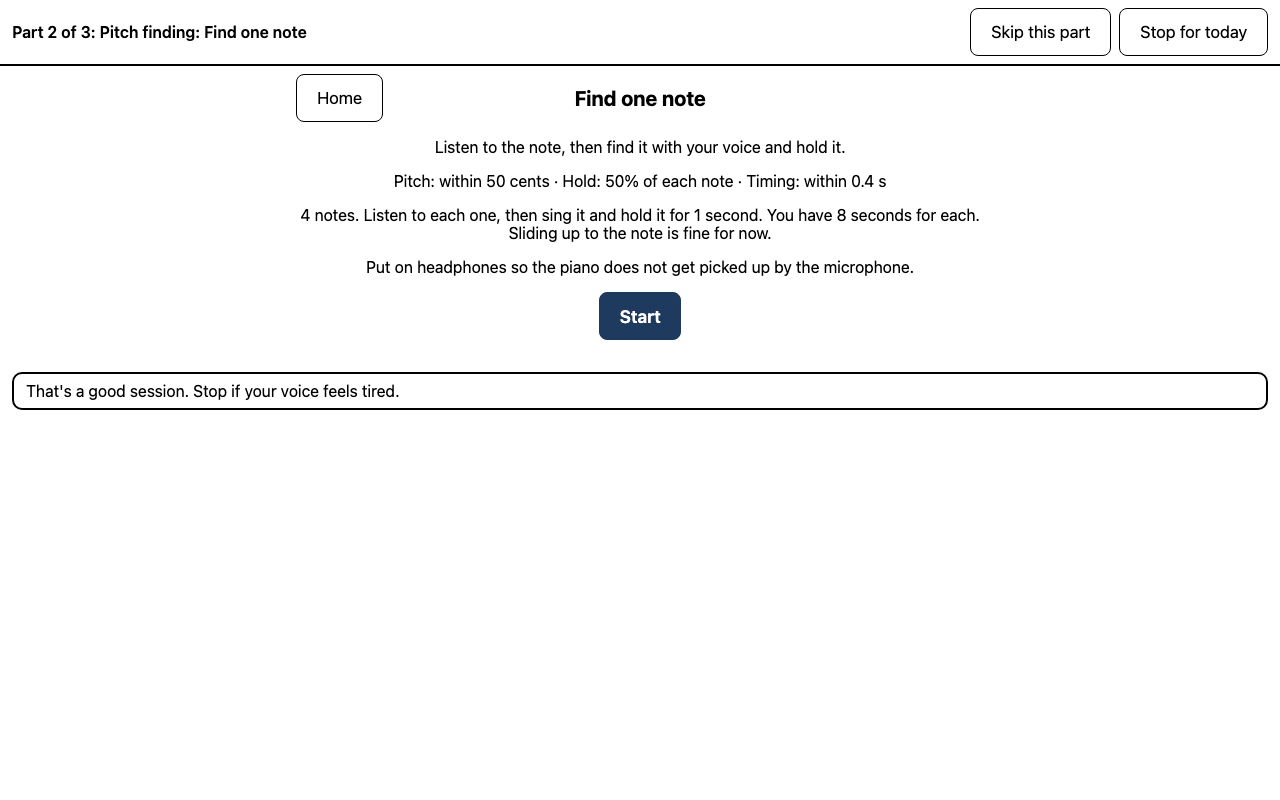 Part 2 of 3: Pitch finding: Find one note
Skip this part
Stop for today
Home
Find one note
Listen to the note, then find it with your voice and hold it.
Pitch: within 50 cents · Hold: 50% of each note · Timing: within 0.4 s
4 notes. Listen to each one, then sing it and hold it for 1 second. You have 8 seconds for each.
Sliding up to the note is fine for now.
Put on headphones so the piano does not get picked up by the microphone.
Start
That's a good session. Stop if your voice feels tired.